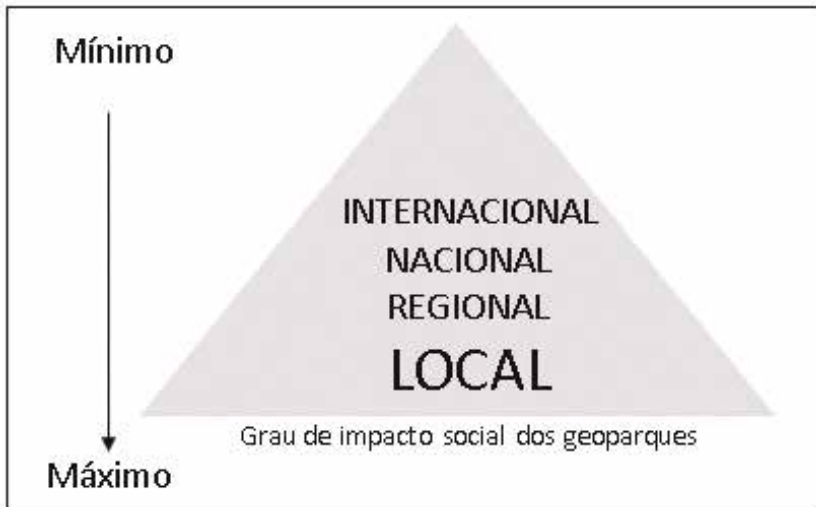 Mínimo
INTERNACIONAL
NACIONAL
REGIONAL
LOCAL
Grau de impacto social dos geoparques
Máximo